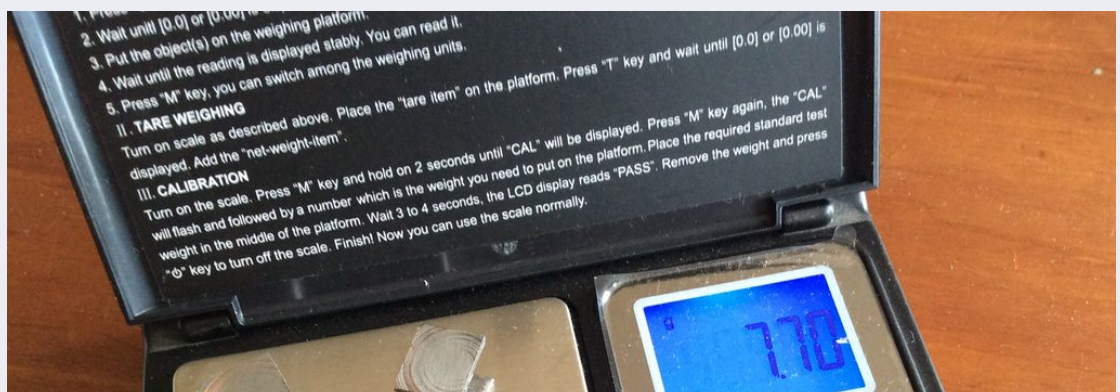 1. Press
2. Wait unitl [0.0] or [0.00] is
3. Put the object(s) on the weighing platform.
4. Wait until the reading is displayed stably. You can read it.
5. Press "M" key, you can switch among the weighing units.
II. TARE WEIGHING
Turn on scale as described above. Place the "tare item" on the platform. Press "T" key and wait until [0.0] or [0.00] is
displayed. Add the "net-weight-item".
III. CALIBRATION
Turn on the scale. Press "M" key and hold on 2 seconds until "CAL" will be displayed. Press "M" key again, the "CAL"
will flash and followed by a number which is the weight you need to put on the platform. Place the required standard test
weight in the middle of the platform. Wait 3 to 4 seconds, the LCD display reads "PASS". Remove the weight and press
"⏻" key to turn off the scale. Finish! Now you can use the scale normally.
g
7.70